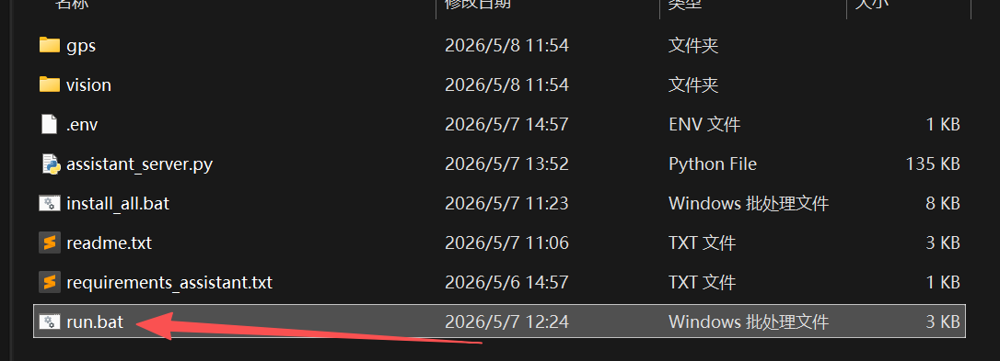 名称 修改日期 类型 大小
gps 2026/5/8 11:54 文件夹
vision 2026/5/8 11:54 文件夹
.env 2026/5/7 14:57 ENV 文件 1 KB
assistant_server.py 2026/5/7 13:52 Python File 135 KB
install_all.bat 2026/5/7 11:23 Windows 批处理文件 8 KB
readme.txt 2026/5/7 11:06 TXT 文件 3 KB
requirements_assistant.txt 2026/5/6 14:57 TXT 文件 1 KB
run.bat 2026/5/7 12:24 Windows 批处理文件 3 KB